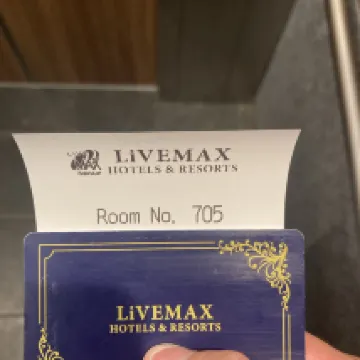 LiVEMAX
HOTELS & RESORTS
Room No. 705
LiVEMAX
HOTELS & RESORTS